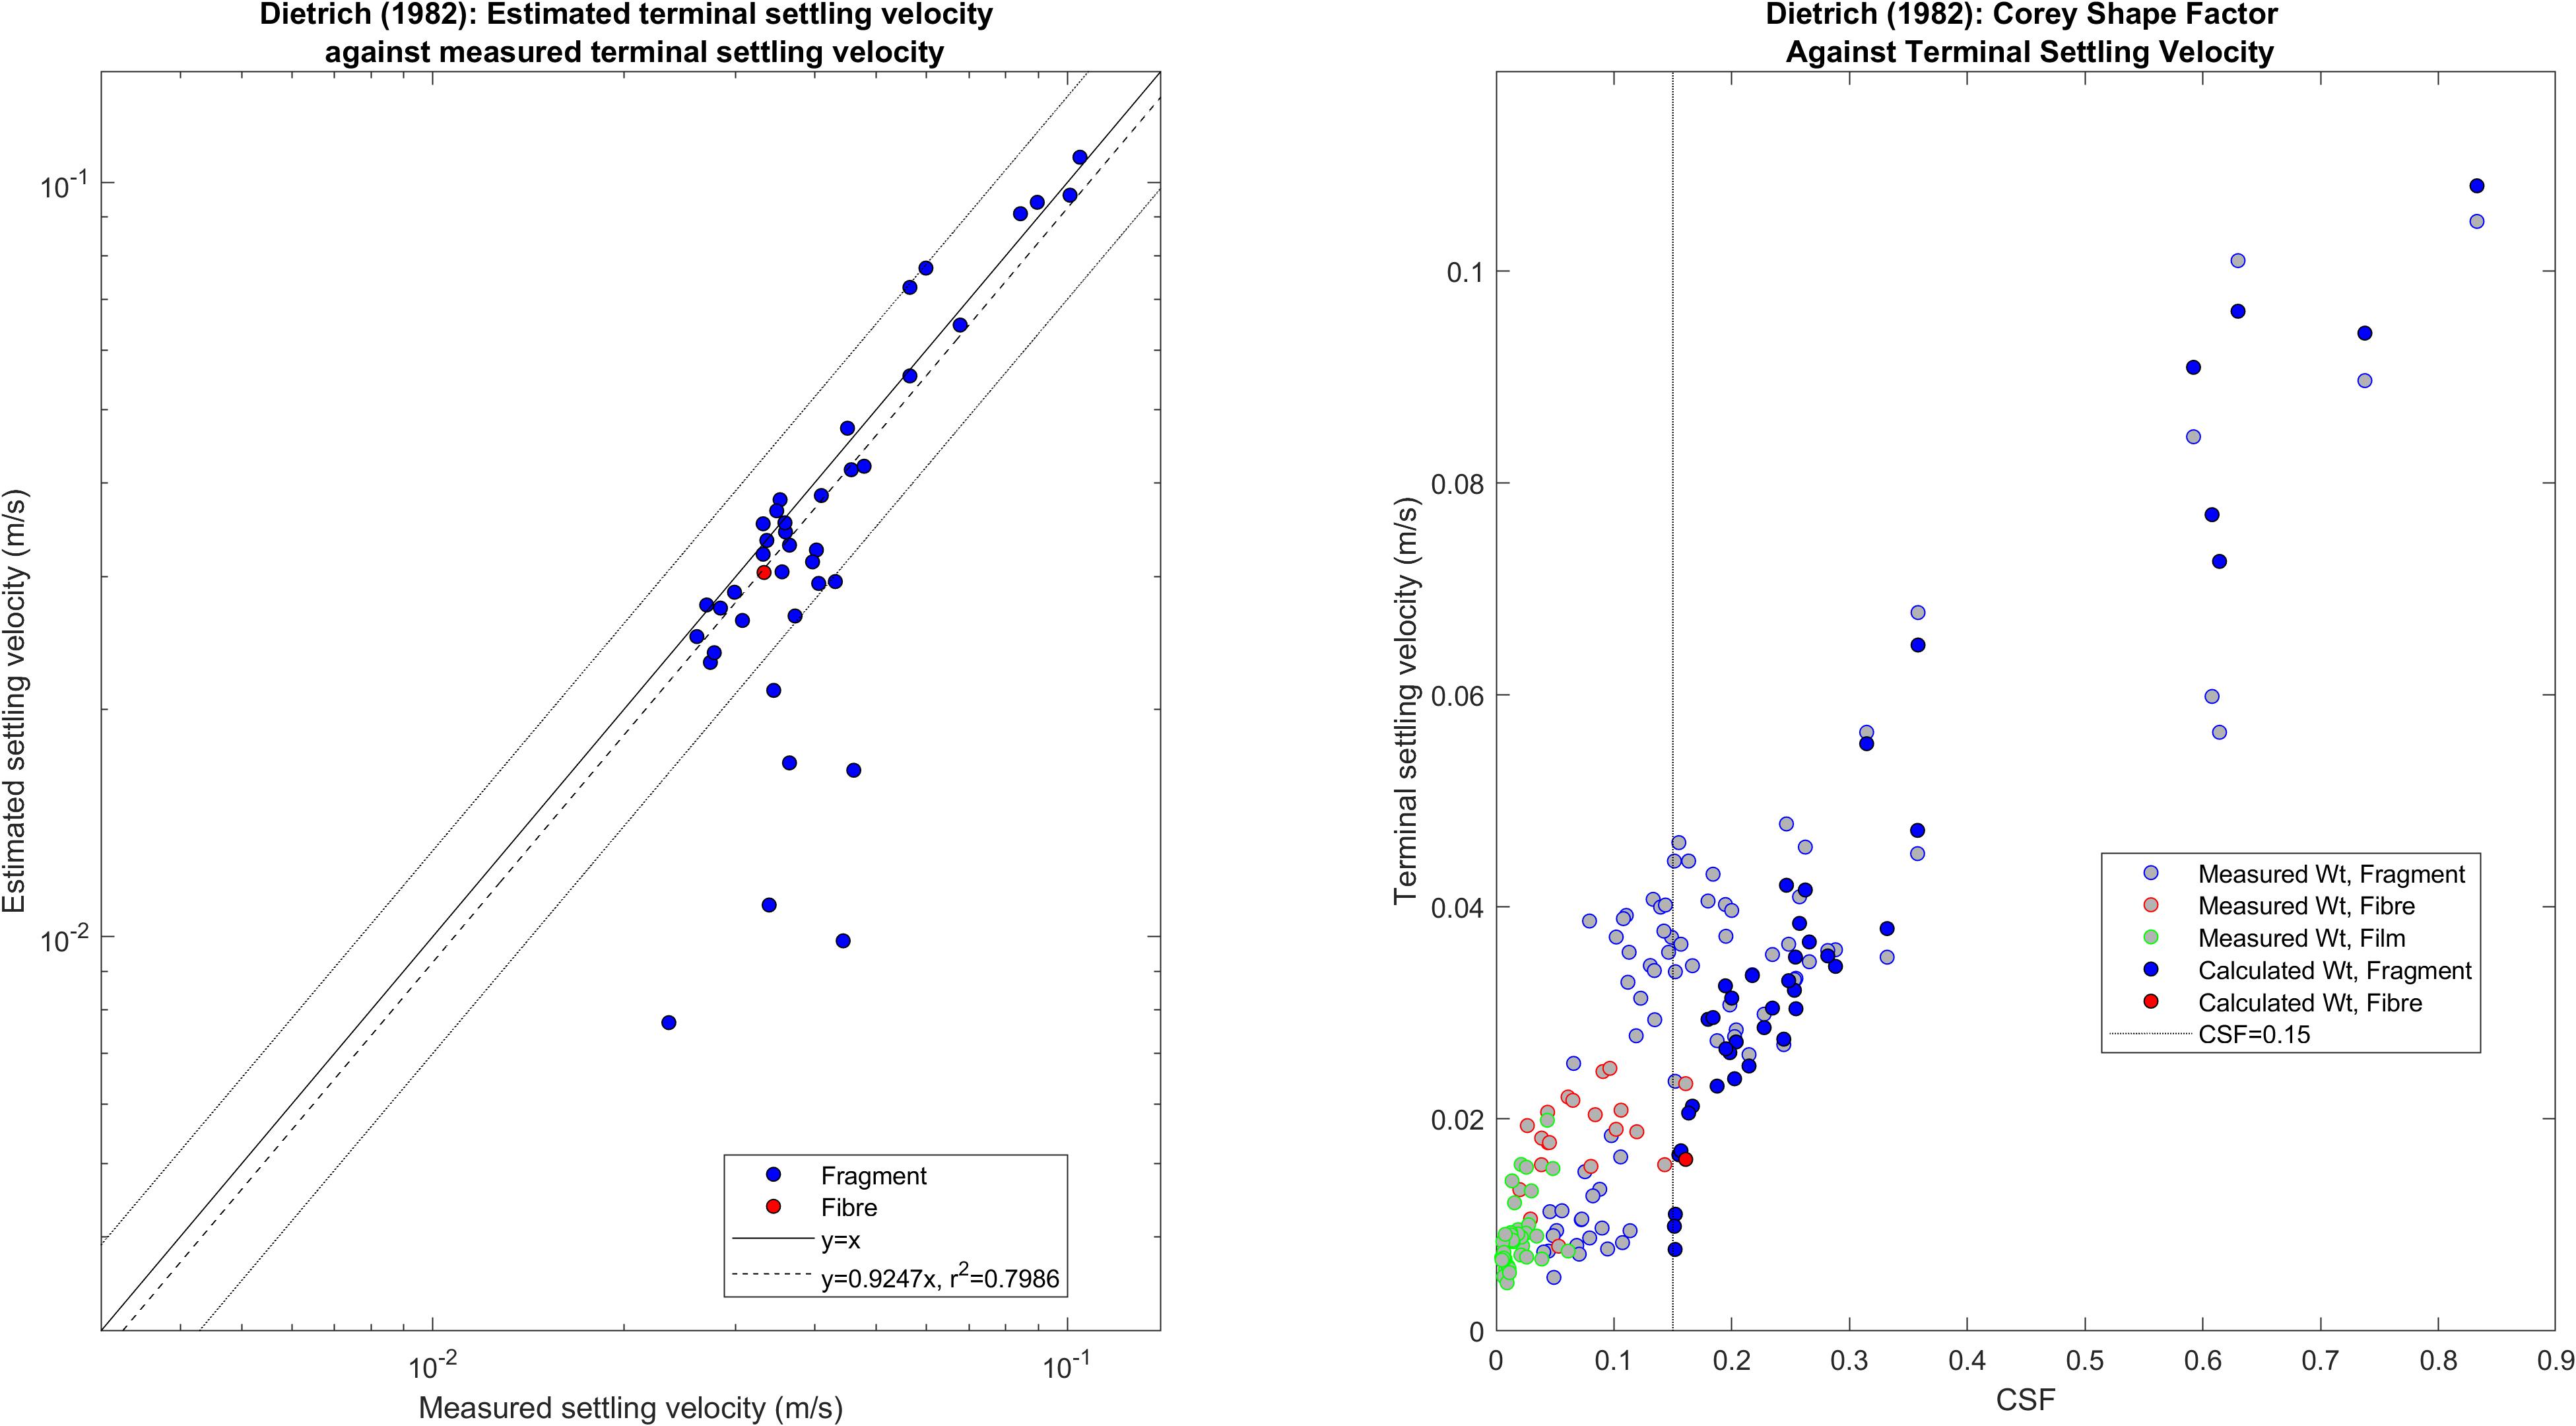 Dietrich (1982): Estimated terminal settling velocity
against measured terminal settling velocity
10^-1
10^-2
Estimated settling velocity (m/s)
10^-2
10^-1
Measured settling velocity (m/s)
Fragment
Fibre
y=x
y=0.9247x, r^2=0.7986
Dietrich (1982): Corey Shape Factor
Against Terminal Settling Velocity
0.1
0.08
0.06
0.04
0.02
0
Terminal settling velocity (m/s)
0
0.1
0.2
0.3
0.4
0.5
0.6
0.7
0.8
0.9
CSF
Measured Wt, Fragment
Measured Wt, Fibre
Measured Wt, Film
Calculated Wt, Fragment
Calculated Wt, Fibre
CSF=0.15